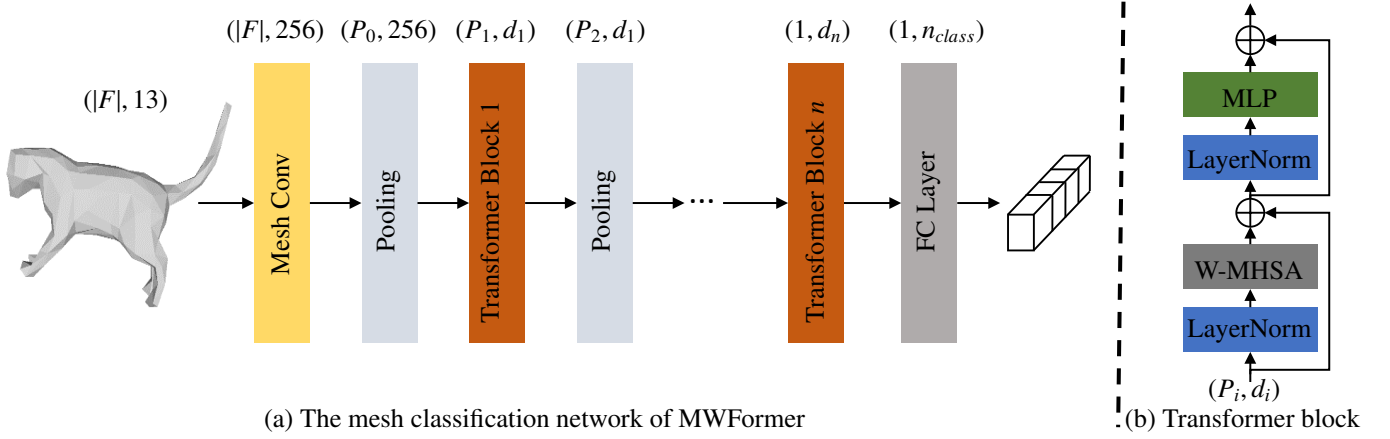 (|F|, 256) (P₀, 256) (P₁, d₁) (P₂, d₁) (1, dₙ) (1, n_class)
(|F|, 13)
Mesh Conv
Pooling
Transformer Block 1
Pooling
...
Transformer Block n
FC Layer
MLP
LayerNorm
W-MHSA
LayerNorm
(Pᵢ, dᵢ)
(a) The mesh classification network of MWFormer
(b) Transformer block